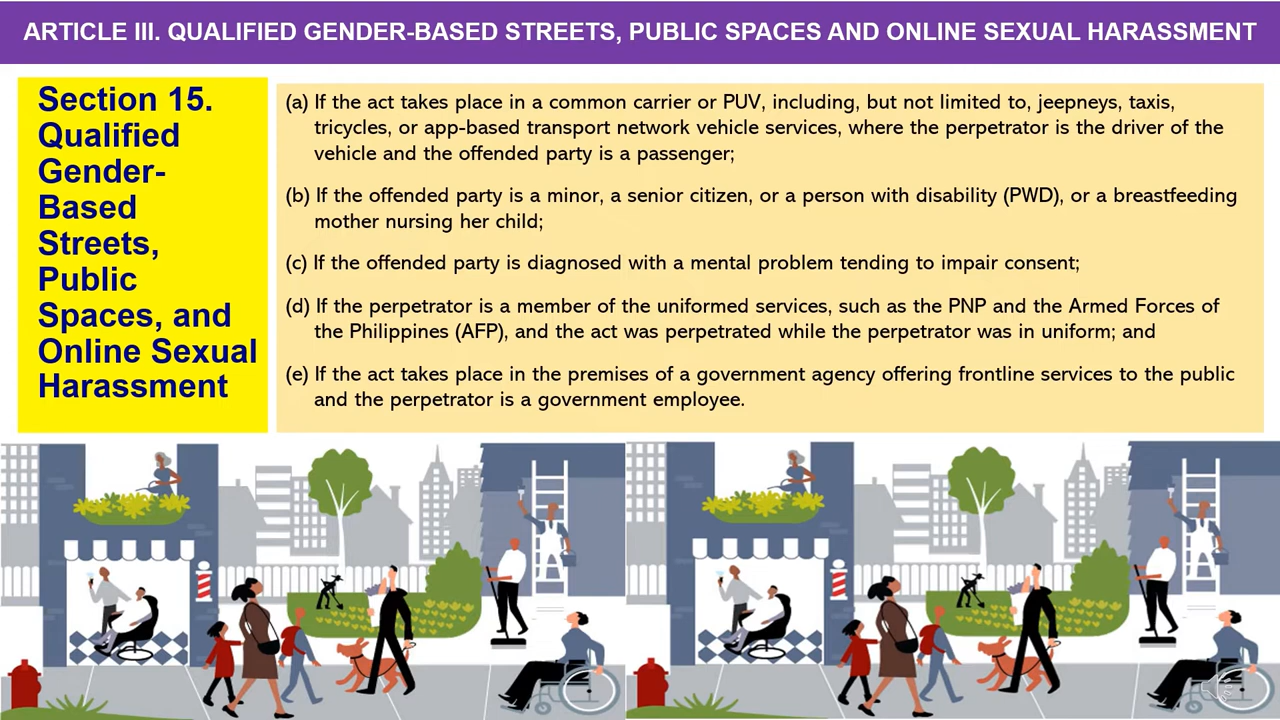 ARTICLE III. QUALIFIED GENDER-BASED STREETS, PUBLIC SPACES AND ONLINE SEXUAL HARASSMENT
Section 15.
Qualified
Gender-
Based
Streets,
Public
Spaces, and
Online Sexual
Harassment
(a) If the act takes place in a common carrier or PUV, including, but not limited to, jeepneys, taxis,
tricycles, or app-based transport network vehicle services, where the perpetrator is the driver of the
vehicle and the offended party is a passenger;
(b) If the offended party is a minor, a senior citizen, or a person with disability (PWD), or a breastfeeding
mother nursing her child;
(c) If the offended party is diagnosed with a mental problem tending to impair consent;
(d) If the perpetrator is a member of the uniformed services, such as the PNP and the Armed Forces of
the Philippines (AFP), and the act was perpetrated while the perpetrator was in uniform; and
(e) If the act takes place in the premises of a government agency offering frontline services to the public
and the perpetrator is a government employee.